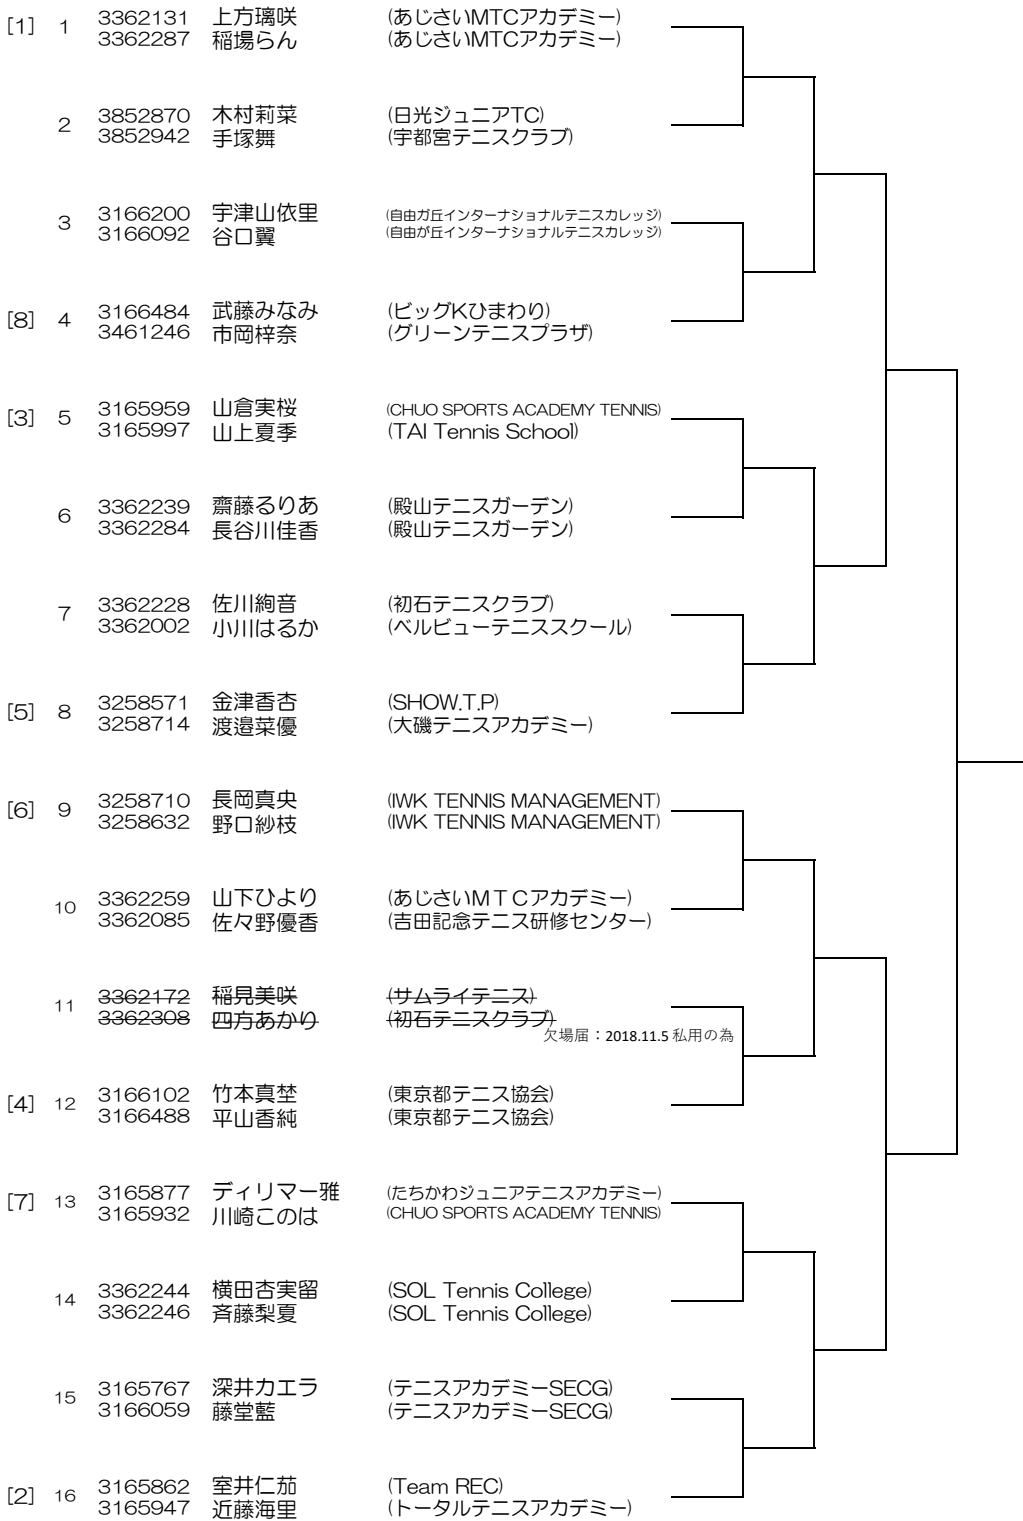 [1] 1 3362131 上方璃咲 (あじさいMTCアカデミー)
3362287 稲場らん (あじさいMTCアカデミー)
2 3852870 木村莉菜 (日光ジュニアTC)
3852942 手塚舞 (宇都宮テニスクラブ)
3 3166200 宇津山依里 (自由ガ丘インターナショナルテニスカレッジ)
3166092 谷口翼 (自由が丘インターナショナルテニスカレッジ)
[8] 4 3166484 武藤みなみ (ビッグKひまわり)
3461246 市岡梓奈 (グリーンテニスプラザ)
[3] 5 3165959 山倉実桜 (CHUO SPORTS ACADEMY TENNIS)
3165997 山上夏季 (TAI Tennis School)
6 3362239 齋藤るりあ (殿山テニスガーデン)
3362284 長谷川佳香 (殿山テニスガーデン)
7 3362228 佐川絢音 (初石テニスクラブ)
3362002 小川はるか (ベルビューテニススクール)
[5] 8 3258571 金津香杏 (SHOW.T.P)
3258714 渡邉菜優 (大磯テニスアカデミー)
[6] 9 3258710 長岡真央 (IWK TENNIS MANAGEMENT)
3258632 野口紗枝 (IWK TENNIS MANAGEMENT)
10 3362259 山下ひより (あじさいMTCアカデミー)
3362085 佐々野優香 (吉田記念テニス研修センター)
11 3362172 稲見美咲 (サムライテニス)
3362308 四方あかり (初石テニスクラブ)
欠場届：2018.11.5 私用の為
[4] 12 3166102 竹本真埜 (東京都テニス協会)
3166488 平山香純 (東京都テニス協会)
[7] 13 3165877 ディリマー雅 (たちかわジュニアテニスアカデミー)
3165932 川崎このは (CHUO SPORTS ACADEMY TENNIS)
14 3362244 横田杏実留 (SOL Tennis College)
3362246 斉藤梨夏 (SOL Tennis College)
15 3165767 深井カエラ (テニスアカデミーSECG)
3166059 藤堂藍 (テニスアカデミーSECG)
[2] 16 3165862 室井仁茄 (Team REC)
3165947 近藤海里 (トータルテニスアカデミー)